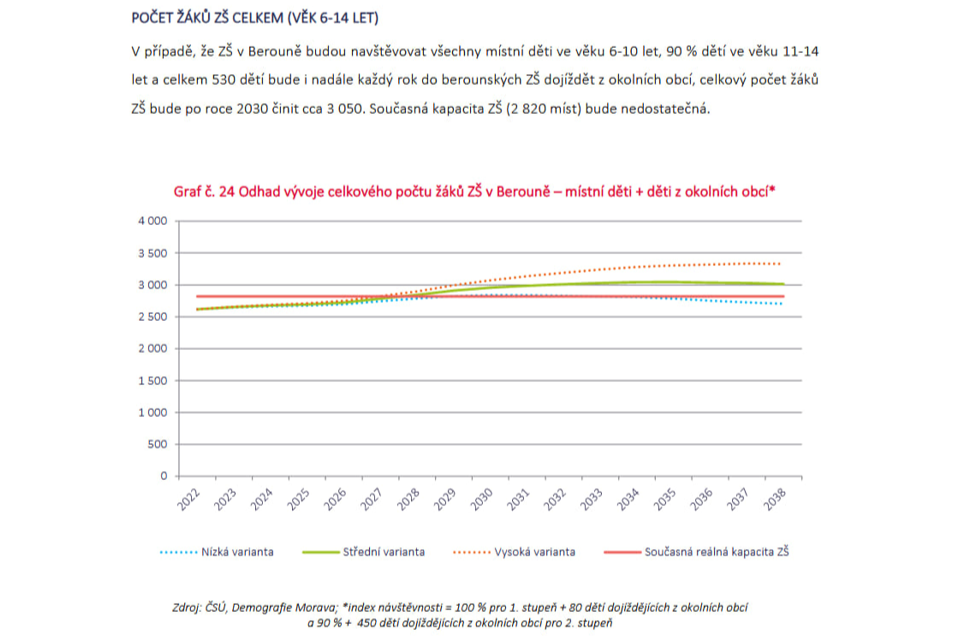 POČET ŽÁKŮ ZŠ CELKEM (VĚK 6-14 LET)
V případě, že ZŠ v Berouně budou navštěvovat všechny místní děti ve věku 6-10 let, 90 % dětí ve věku 11-14
let a celkem 530 dětí bude i nadále každý rok do berounských ZŠ dojíždět z okolních obcí, celkový počet žáků
ZŠ bude po roce 2030 činit cca 3 050. Současná kapacita ZŠ (2 820 míst) bude nedostatečná.
Graf č. 24 Odhad vývoje celkového počtu žáků ZŠ v Berouně – místní děti + děti z okolních obcí*
4 000
3 500
3 000
2 500
2 000
1 500
1 000
500
0
2022 2023 2024 2025 2026 2027 2028 2029 2030 2031 2032 2033 2034 2035 2036 2037 2038
Nízká varianta Střední varianta Vysoká varianta Současná reálná kapacita ZŠ
Zdroj: ČSÚ, Demografie Morava; *index návštěvnosti = 100 % pro 1. stupeň + 80 dětí dojíždějících z okolních obcí
a 90 % + 450 dětí dojíždějících z okolních obcí pro 2. stupeň